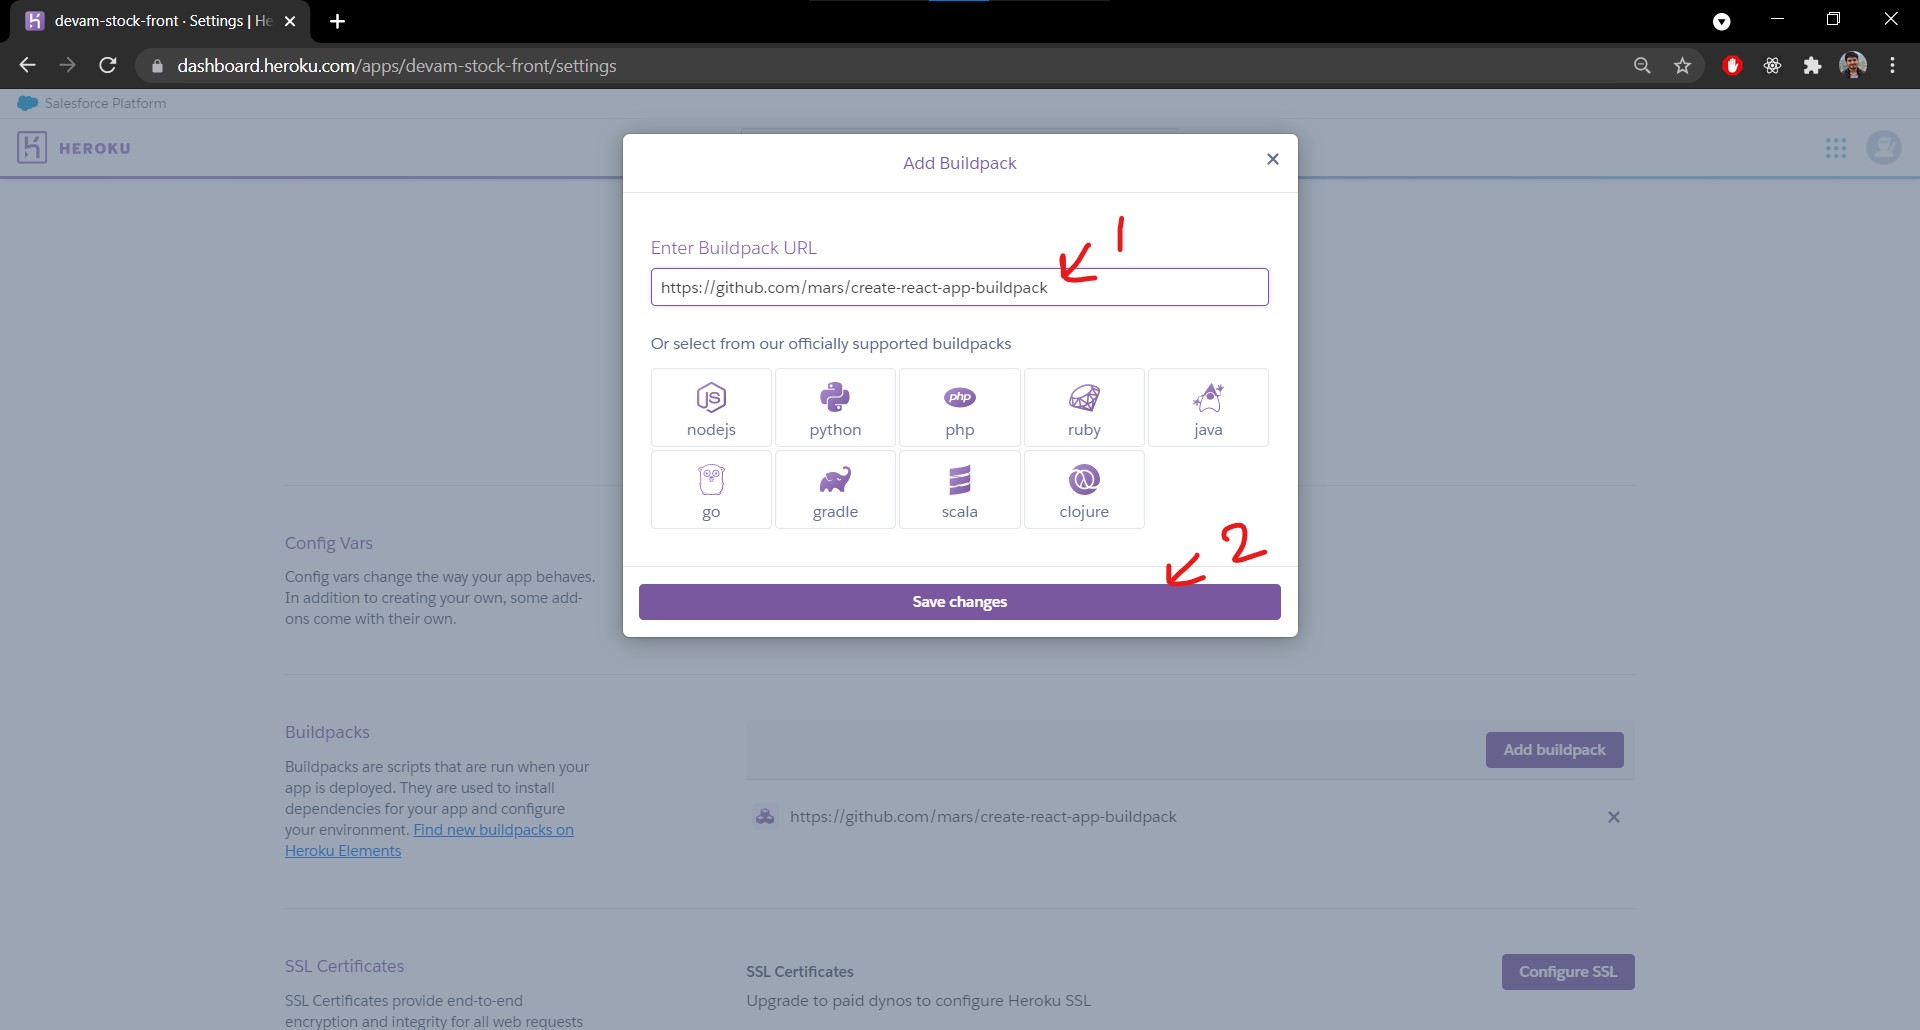 devam-stock-front · Settings | He
dashboard.heroku.com/apps/devam-stock-front/settings
Salesforce Platform
HEROKU
Add Buildpack
1
Enter Buildpack URL
https://github.com/mars/create-react-app-buildpack
Or select from our officially supported buildpacks
JS php
nodejs python php ruby java
go gradle scala clojure
2
Save changes
Config Vars
Config vars change the way your app behaves.
In addition to creating your own, some add-
ons come with their own.
Buildpacks
Add buildpack
Buildpacks are scripts that are run when your
app is deployed. They are used to install
dependencies for your app and configure
your environment. Find new buildpacks on
Heroku Elements
https://github.com/mars/create-react-app-buildpack
SSL Certificates
SSL Certificates provide end-to-end
encryption and integrity for all web requests
SSL Certificates
Upgrade to paid dynos to configure Heroku SSL
Configure SSL